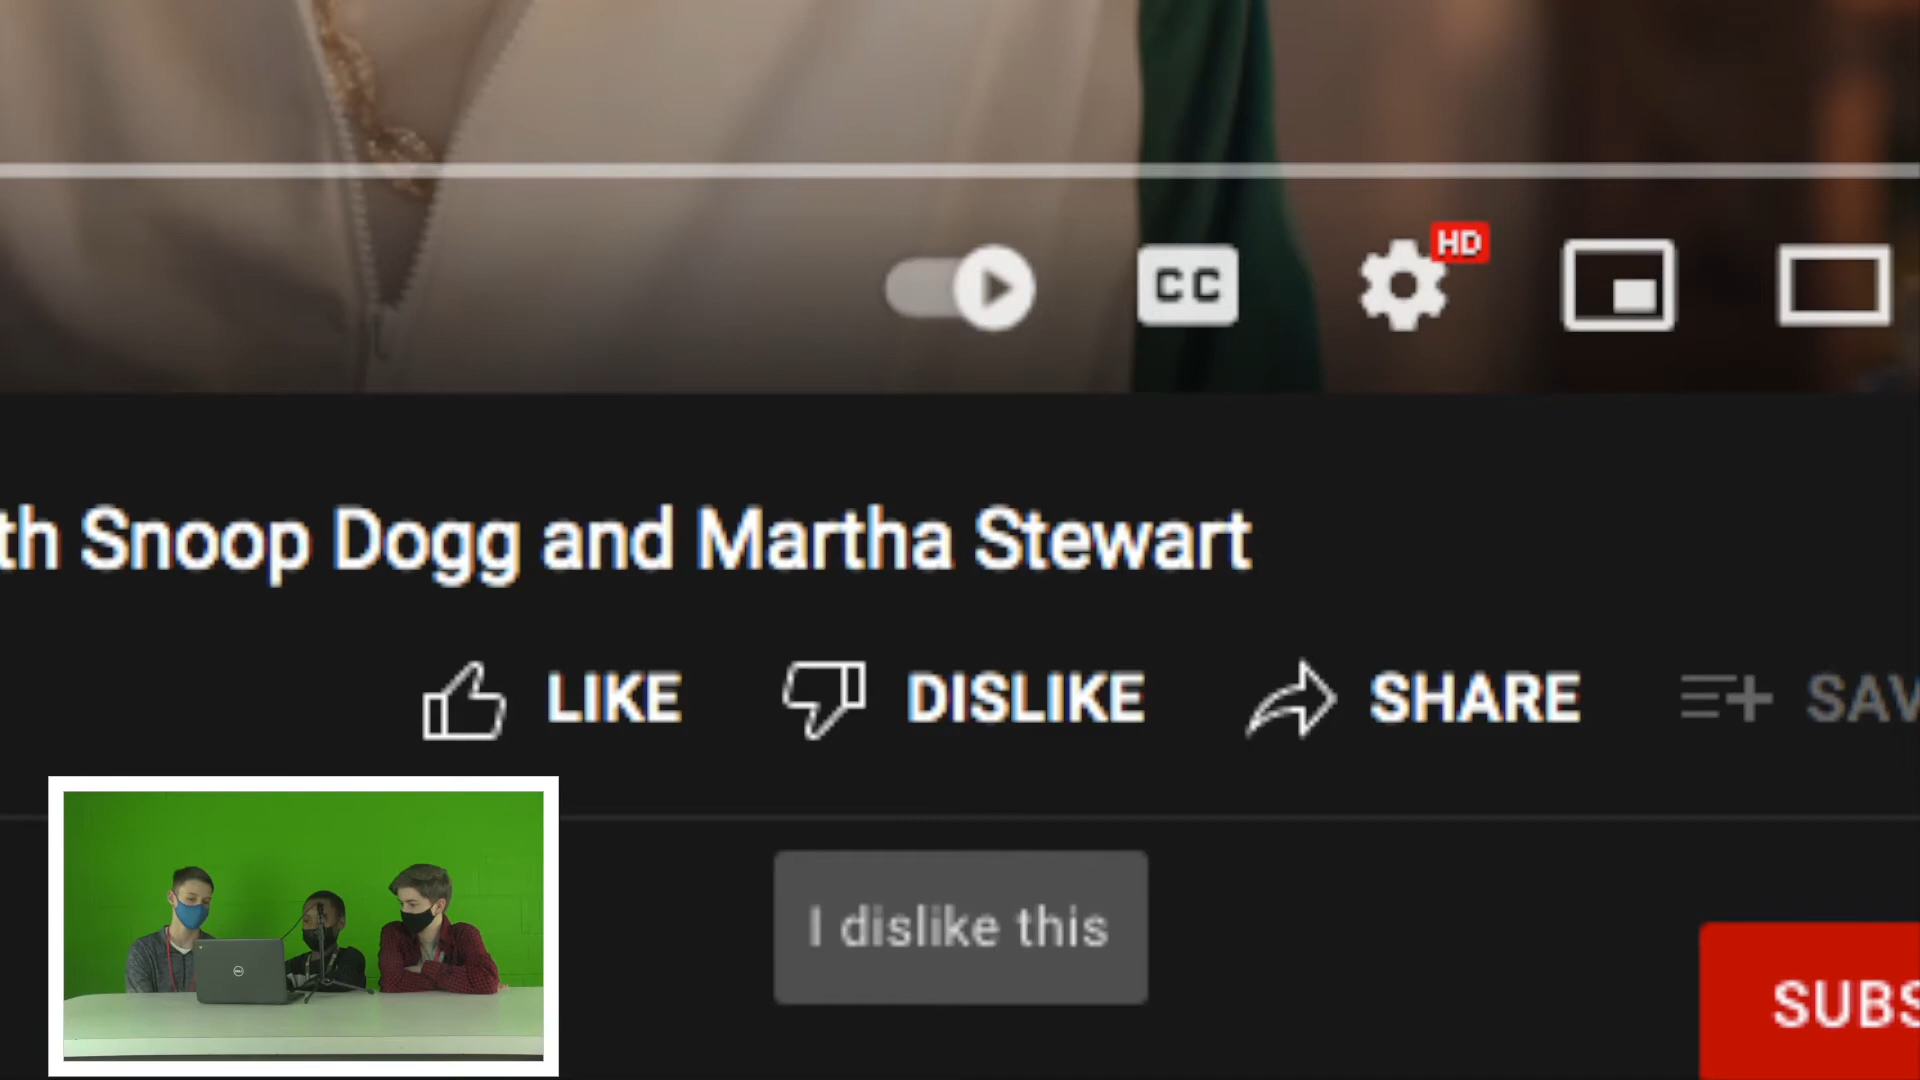 HD
CC
th Snoop Dogg and Martha Stewart
LIKE DISLIKE SHARE SAV
I dislike this
SUBS